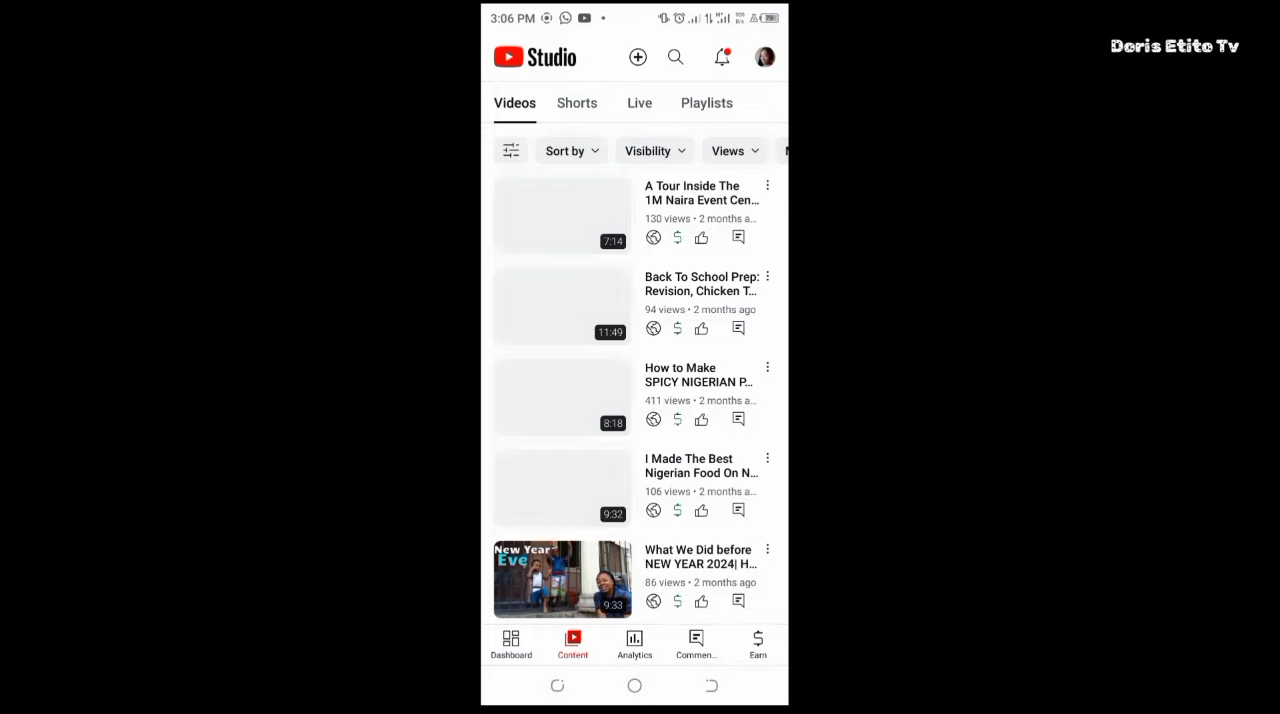 3:06 PM
Doris Etito Tv
Studio
Videos Shorts Live Playlists
Sort by Visibility Views
A Tour Inside The
1M Naira Event Cen...
130 views • 2 months a...
7:14
Back To School Prep:
Revision, Chicken T...
94 views • 2 months ago
11:49
How to Make
SPICY NIGERIAN P...
411 views • 2 months a...
8:18
I Made The Best
Nigerian Food On N...
106 views • 2 months a...
9:32
New Year
Eve
9:33
What We Did before
NEW YEAR 2024| H...
86 views • 2 months ago
Dashboard Content Analytics Commen... Earn